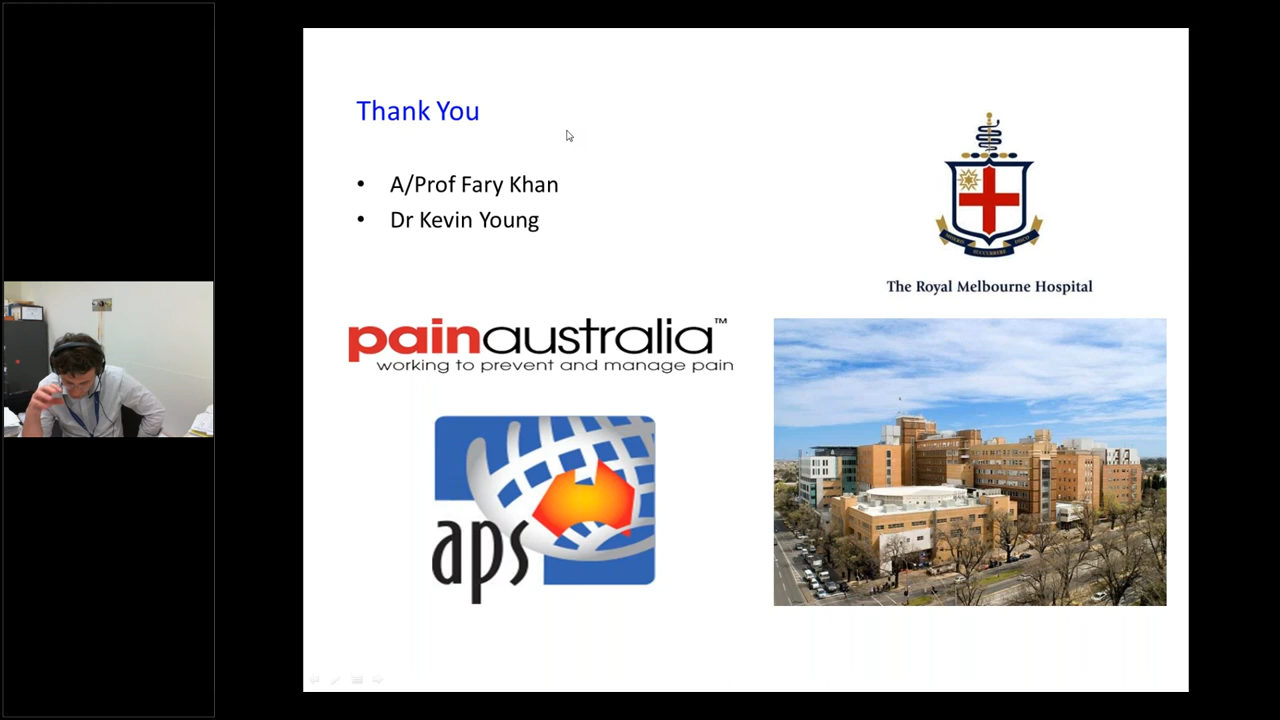 Thank You
• A/Prof Fary Khan
• Dr Kevin Young
The Royal Melbourne Hospital
painaustralia™
working to prevent and manage pain
aps